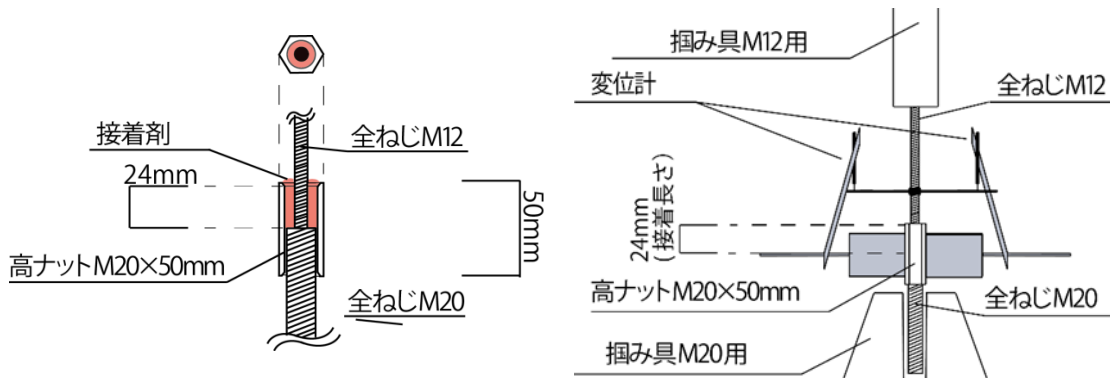 接着剤
全ねじM12
24mm
50mm
高ナットM20×50mm
全ねじM20
掴み具M12用
変位計
全ねじM12
24mm
(接着長さ)
高ナットM20×50mm
全ねじM20
掴み具M20用